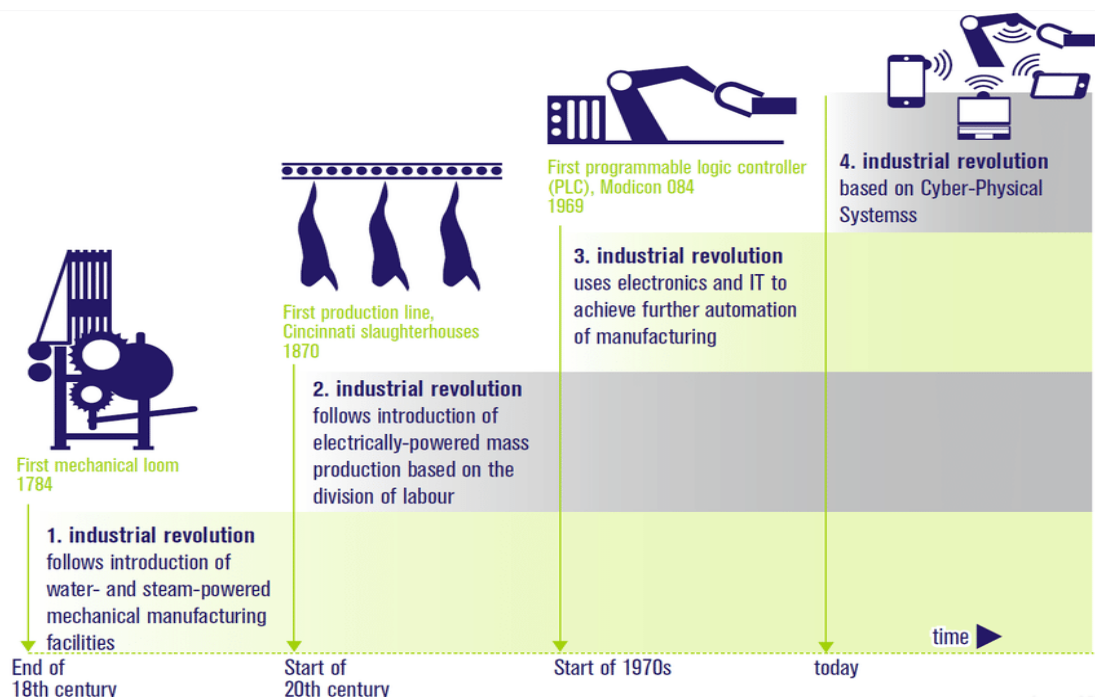 First mechanical loom
1784
1. industrial revolution
follows introduction of
water- and steam-powered
mechanical manufacturing
facilities
End of
18th century
First production line,
Cincinnati slaughterhouses
1870
2. industrial revolution
follows introduction of
electrically-powered mass
production based on the
division of labour
Start of
20th century
First programmable logic controller
(PLC), Modicon 084
1969
3. industrial revolution
uses electronics and IT to
achieve further automation
of manufacturing
Start of 1970s
4. industrial revolution
based on Cyber-Physical
Systemss
today
time